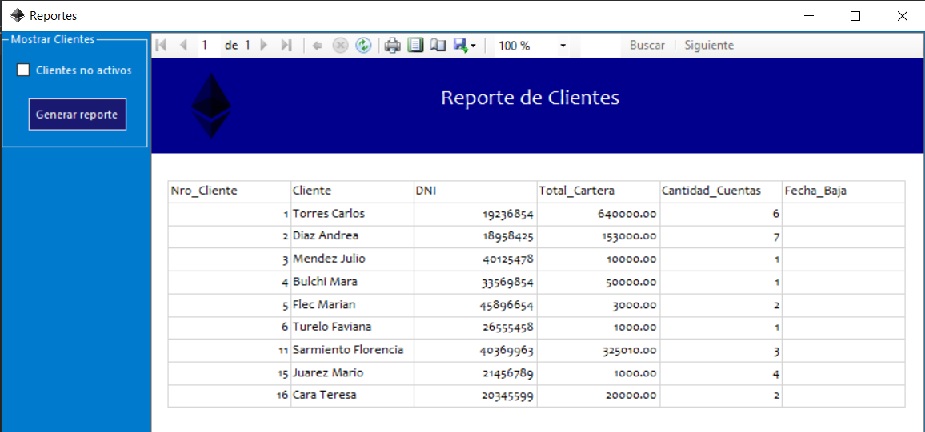 Reportes
Mostrar Clientes
Clientes no activos
Generar reporte
1 de 1 100 % Buscar Siguiente
Reporte de Clientes
Nro_Cliente Cliente DNI Total_Cartera Cantidad_Cuentas Fecha_Baja
1 Torres Carlos 19236854 640000.00 6
2 Diaz Andrea 18958425 153000.00 7
3 Mendez Julio 40125478 10000.00 1
4 Bulchi Mara 33569854 50000.00 1
5 Flec Marian 45896654 3000.00 2
6 Turelo Faviana 26555458 1000.00 1
11 Sarmiento Florencia 40369963 325010.00 3
15 Juarez Mario 21456789 1000.00 4
16 Cara Teresa 20345599 20000.00 2